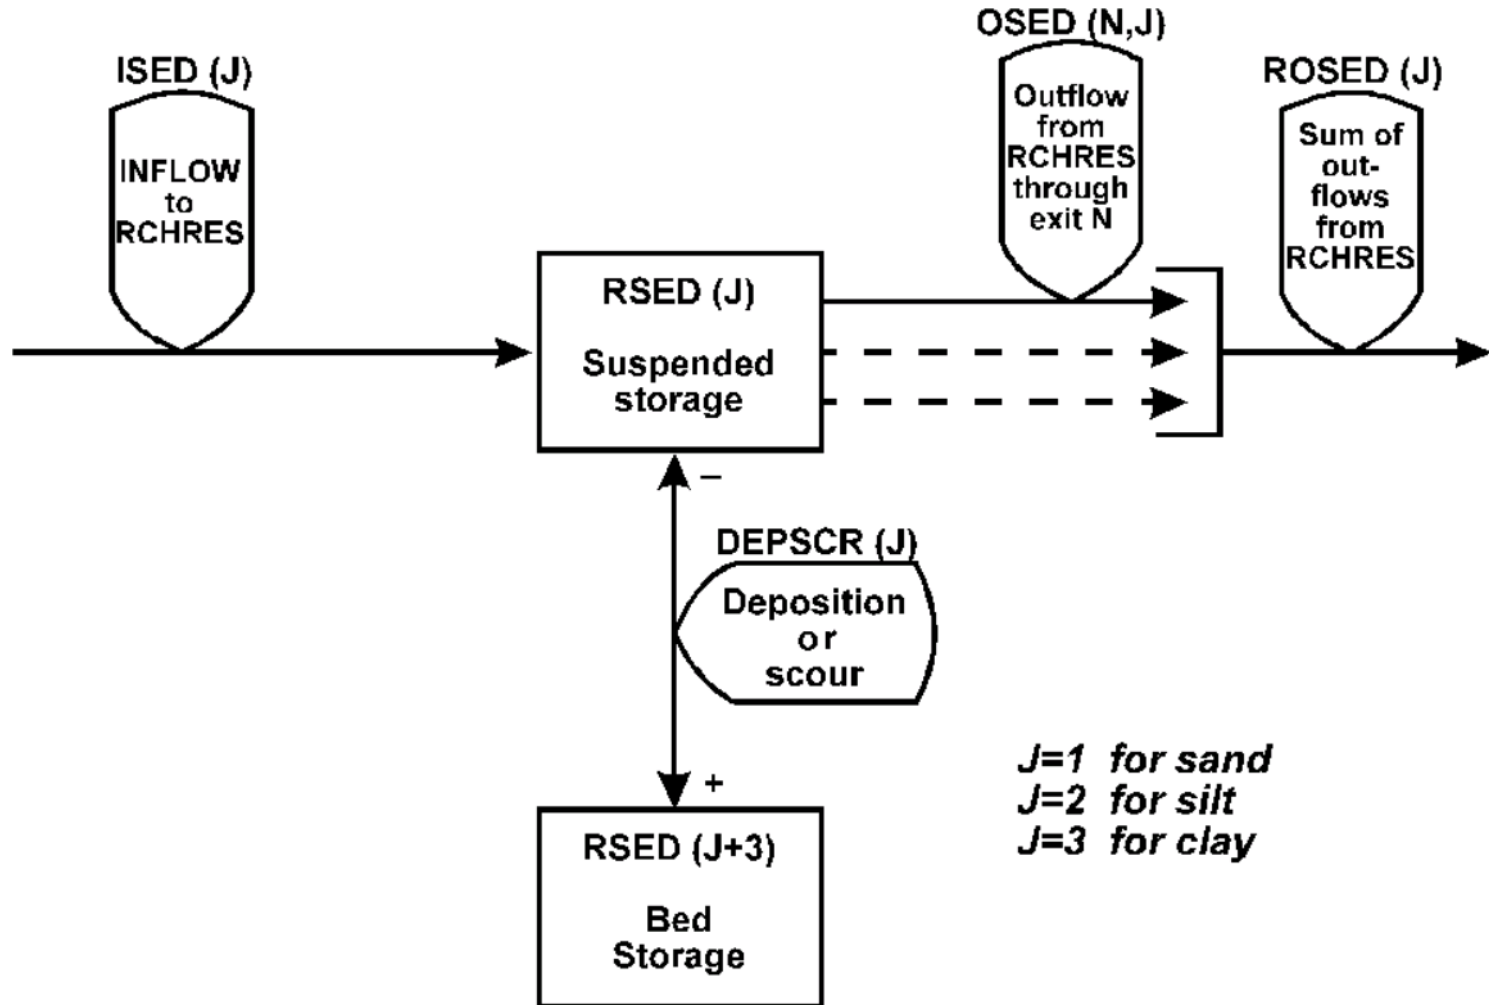 ISED (J)
INFLOW
to
RCHRES
OSED (N,J)
Outflow
from
RCHRES
through
exit N
ROSED (J)
Sum of
out-
flows
from
RCHRES
RSED (J)
Suspended
storage
–
DEPSCR (J)
Deposition
or
scour
+
RSED (J+3)
Bed
Storage
J=1 for sand
J=2 for silt
J=3 for clay